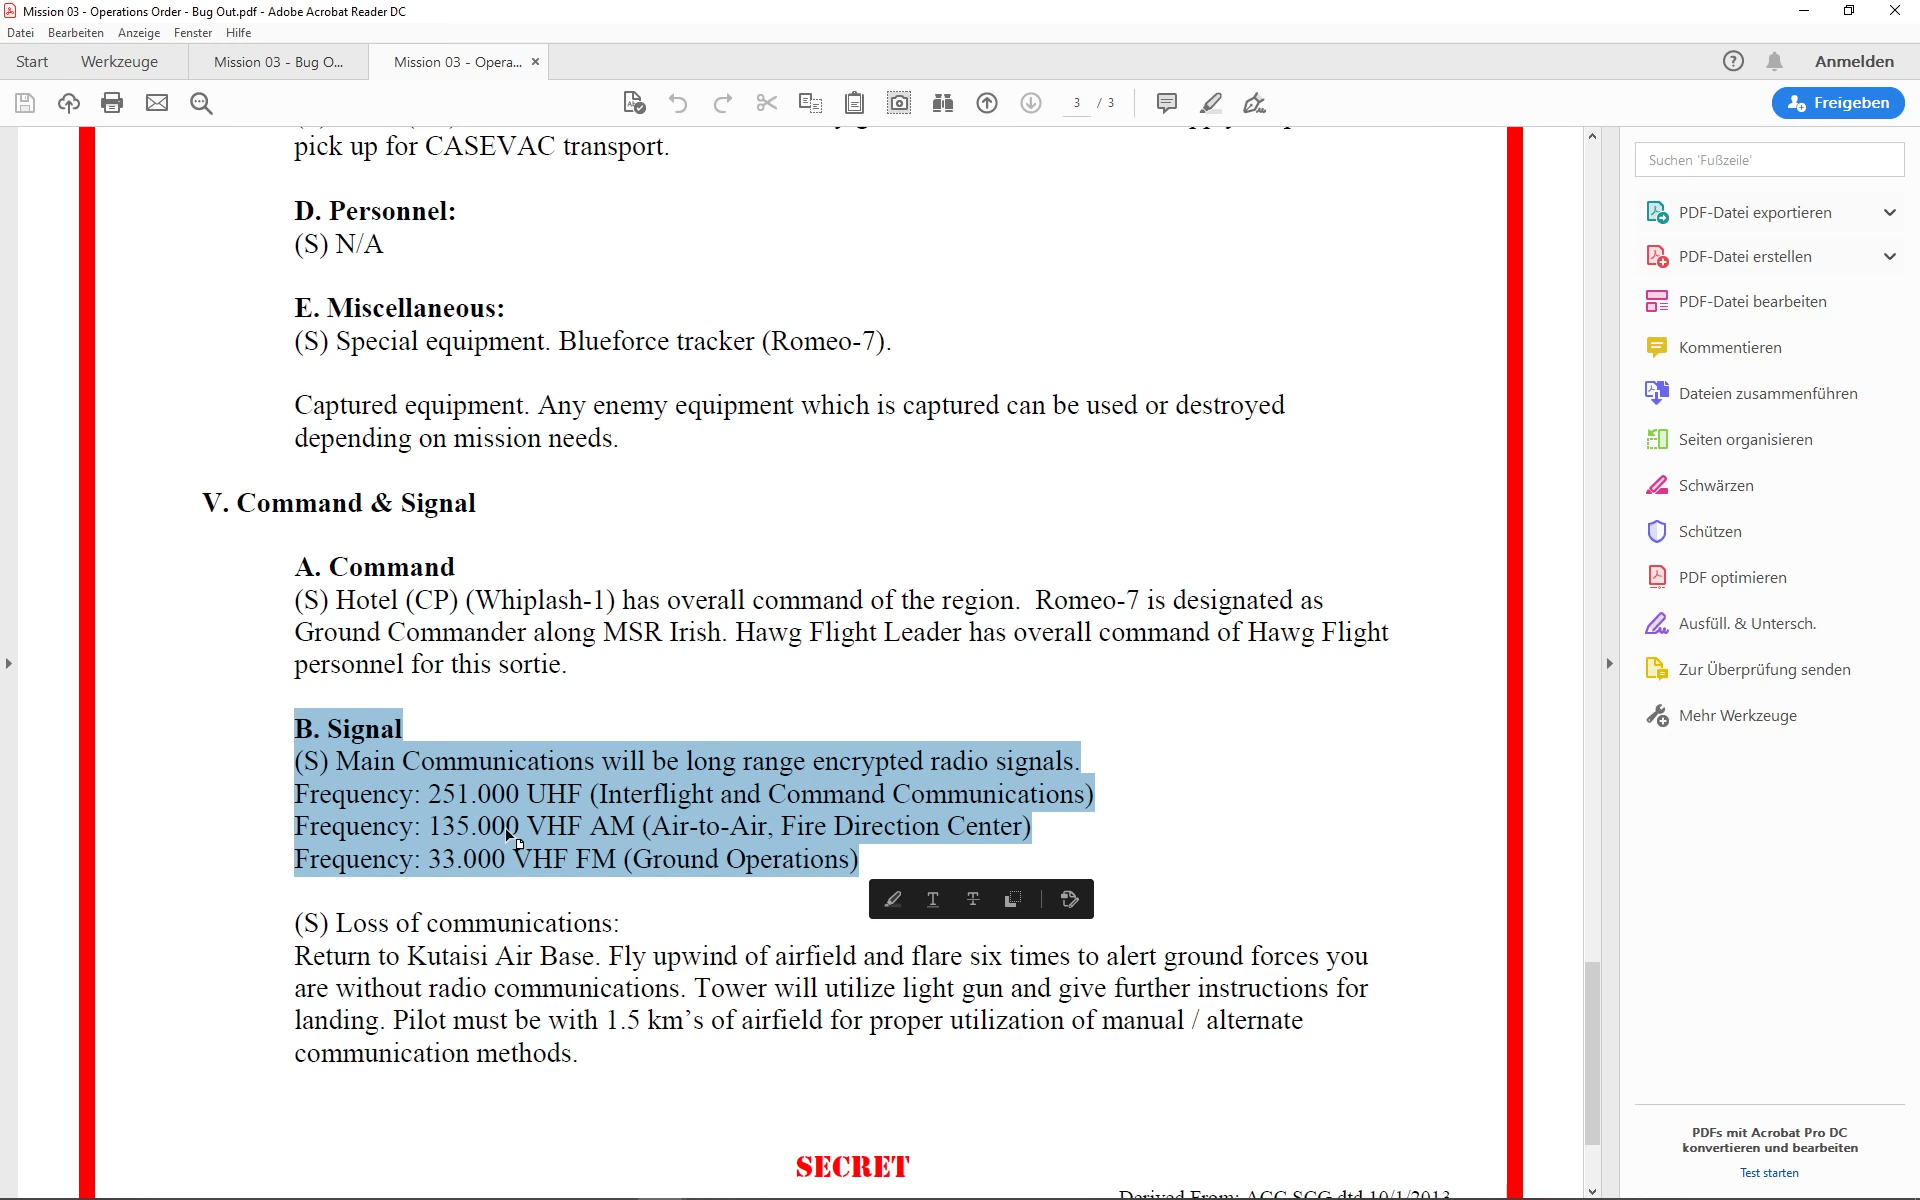 Mission 03 - Operations Order - Bug Out.pdf - Adobe Acrobat Reader DC
Datei Bearbeiten Anzeige Fenster Hilfe
Start Werkzeuge Mission 03 - Bug O... Mission 03 - Opera... × Anmelden
3 / 3 Freigeben
pick up for CASEVAC transport.
D. Personnel:
(S) N/A
E. Miscellaneous:
(S) Special equipment. Blueforce tracker (Romeo-7).
Captured equipment. Any enemy equipment which is captured can be used or destroyed
depending on mission needs.
V. Command & Signal
A. Command
(S) Hotel (CP) (Whiplash-1) has overall command of the region. Romeo-7 is designated as
Ground Commander along MSR Irish. Hawg Flight Leader has overall command of Hawg Flight
personnel for this sortie.
B. Signal
(S) Main Communications will be long range encrypted radio signals.
Frequency: 251.000 UHF (Interflight and Command Communications)
Frequency: 135.000 VHF AM (Air-to-Air, Fire Direction Center)
Frequency: 33.000 VHF FM (Ground Operations)
(S) Loss of communications:
Return to Kutaisi Air Base. Fly upwind of airfield and flare six times to alert ground forces you
are without radio communications. Tower will utilize light gun and give further instructions for
landing. Pilot must be with 1.5 km’s of airfield for proper utilization of manual / alternate
communication methods.
SECRET
Derived From: ACC SCG dtd 10/1/2013
Suchen 'Fußzeile'
PDF-Datei exportieren
PDF-Datei erstellen
PDF-Datei bearbeiten
Kommentieren
Dateien zusammenführen
Seiten organisieren
Schwärzen
Schützen
PDF optimieren
Ausfüll. & Untersch.
Zur Überprüfung senden
Mehr Werkzeuge
PDFs mit Acrobat Pro DC
konvertieren und bearbeiten
Test starten